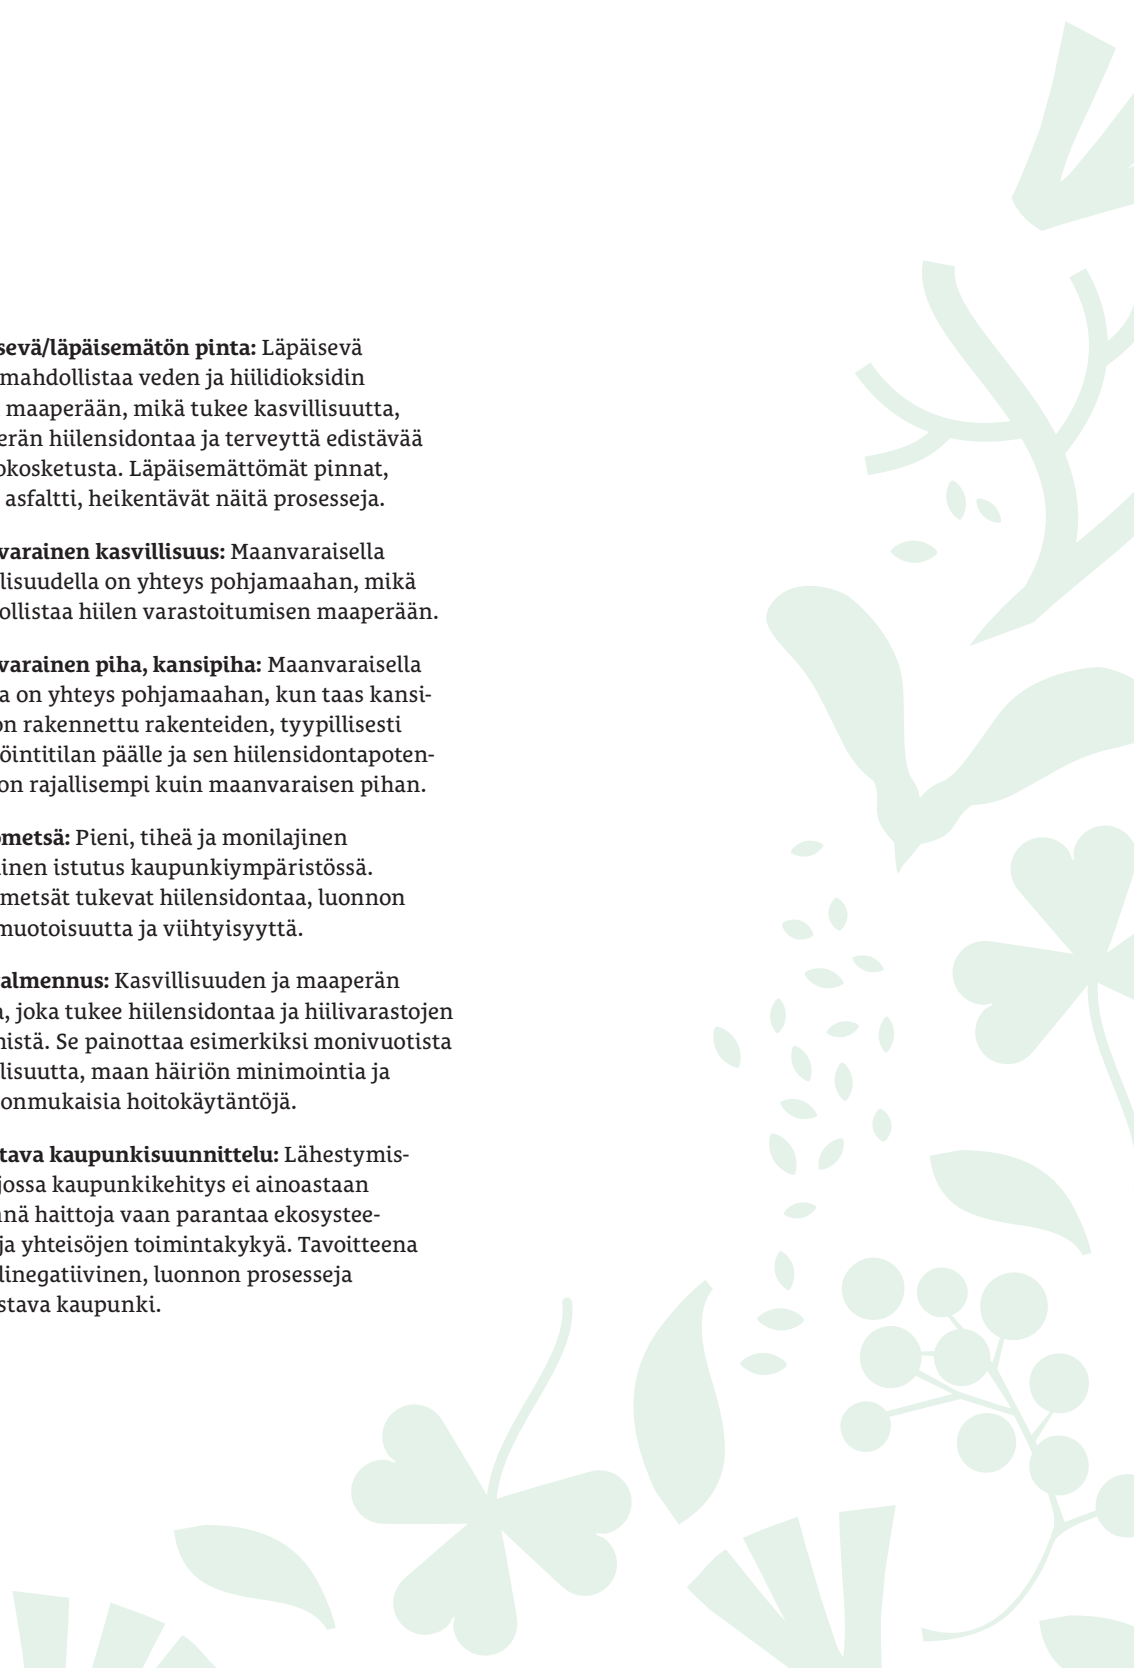 sevä/läpäisemätön pinta: Läpäisevä
mahdollistaa veden ja hiilidioksidin
maaperään, mikä tukee kasvillisuutta,
erän hiilensidontaa ja terveyttä edistävää
okosketusta. Läpäisemättömät pinnat,
asfaltti, heikentävät näitä prosesseja.
varainen kasvillisuus: Maanvaraisella
lisuudella on yhteys pohjamaahan, mikä
ollistaa hiilen varastoitumisen maaperään.
varainen piha, kansipiha: Maanvaraisella
a on yhteys pohjamaahan, kun taas kansi-
on rakennettu rakenteiden, tyypillisesti
öintitilan päälle ja sen hiilensidontapoten-
on rajallisempi kuin maanvaraisen pihan.
ometsä: Pieni, tiheä ja monilajinen
inen istutus kaupunkiympäristössä.
metsät tukevat hiilensidontaa, luonnon
muotoisuutta ja viihtyisyyttä.
almennus: Kasvillisuuden ja maaperän
, joka tukee hiilensidontaa ja hiilivarastojen
mistä. Se painottaa esimerkiksi monivuotista
lisuutta, maan häiriön minimointia ja
onmukaisia hoitokäytäntöjä.
tava kaupunkisuunnittelu: Lähestymis-
jossa kaupunkikehitys ei ainoastaan
nnä haittoja vaan parantaa ekosystee-
ja yhteisöjen toimintakykyä. Tavoitteena
linegatiivinen, luonnon prosesseja
stava kaupunki.